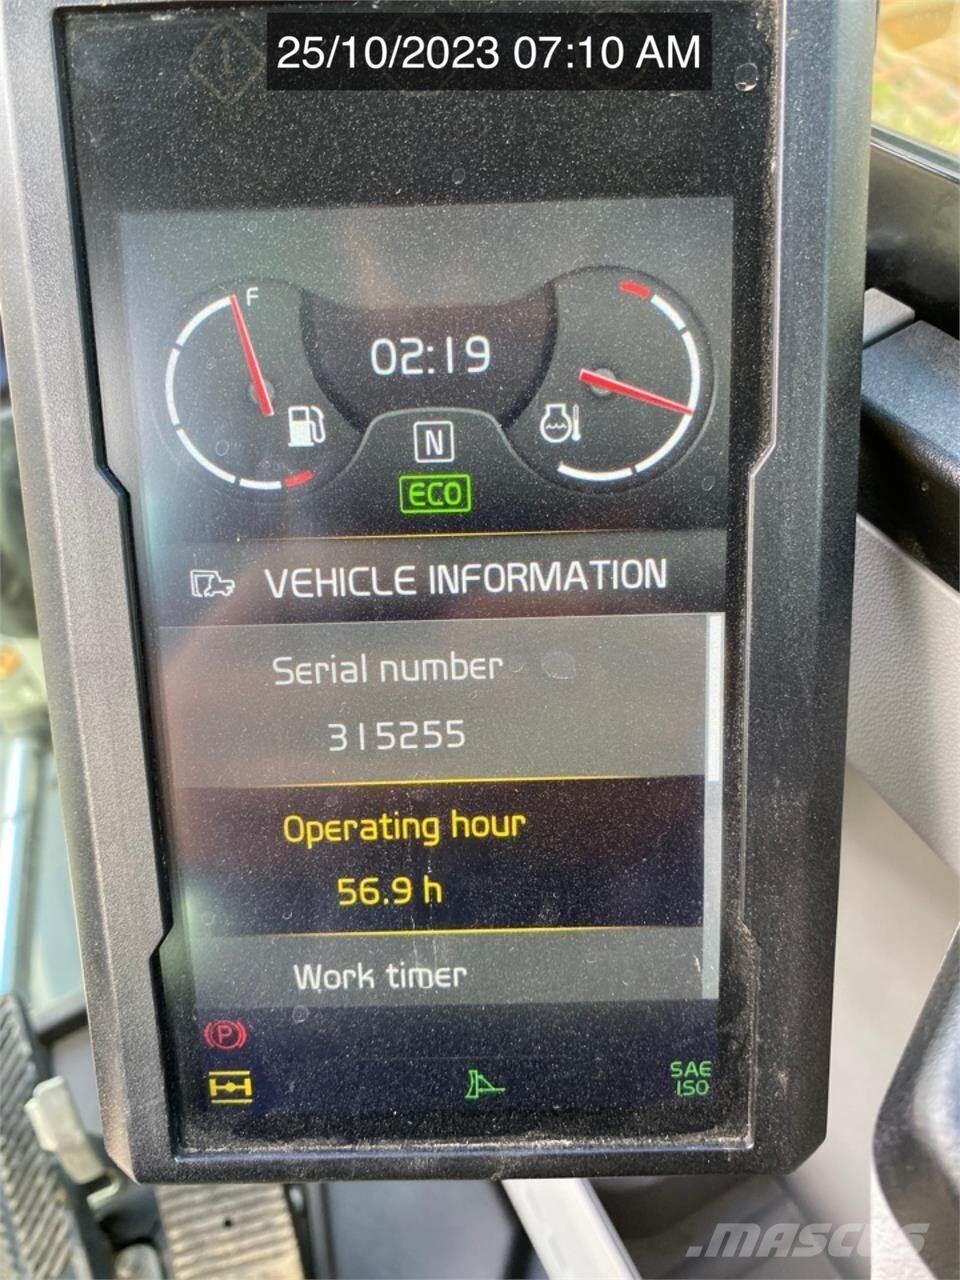 25/10/2023 07:10 AM
F
02:19
N
ECO
VEHICLE INFORMATION
Serial number
315255
Operating hour
56.9 h
Work timer
P
SAE
ISO
.MASCUS